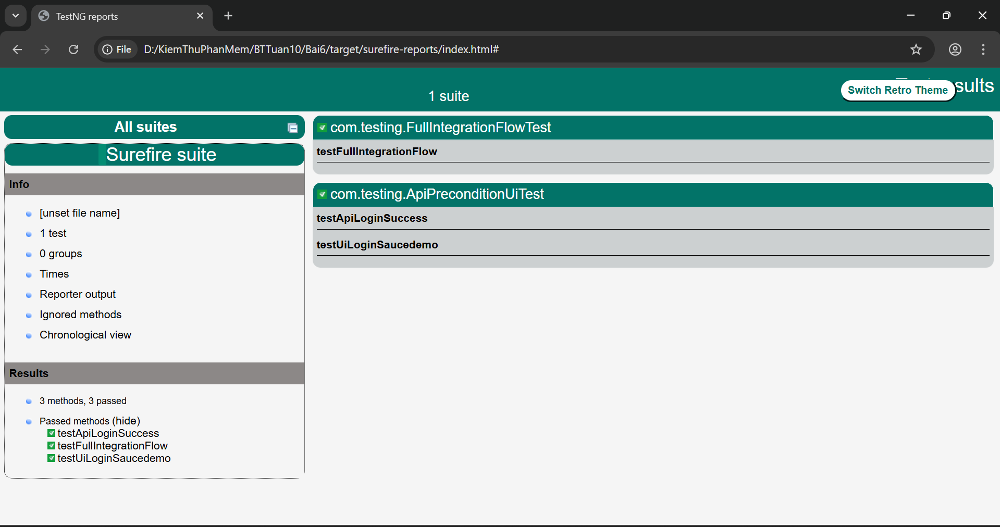 TestNG reports
File
D:/KiemThuPhanMem/BTTuan10/Bai6/target/surefire-reports/index.html#
sults
Switch Retro Theme
1 suite
All suites
Surefire suite
Info
[unset file name]
1 test
0 groups
Times
Reporter output
Ignored methods
Chronological view
Results
3 methods, 3 passed
Passed methods (hide)
testApiLoginSuccess
testFullIntegrationFlow
testUiLoginSaucedemo
com.testing.FullIntegrationFlowTest
testFullIntegrationFlow
com.testing.ApiPreconditionUiTest
testApiLoginSuccess
testUiLoginSaucedemo